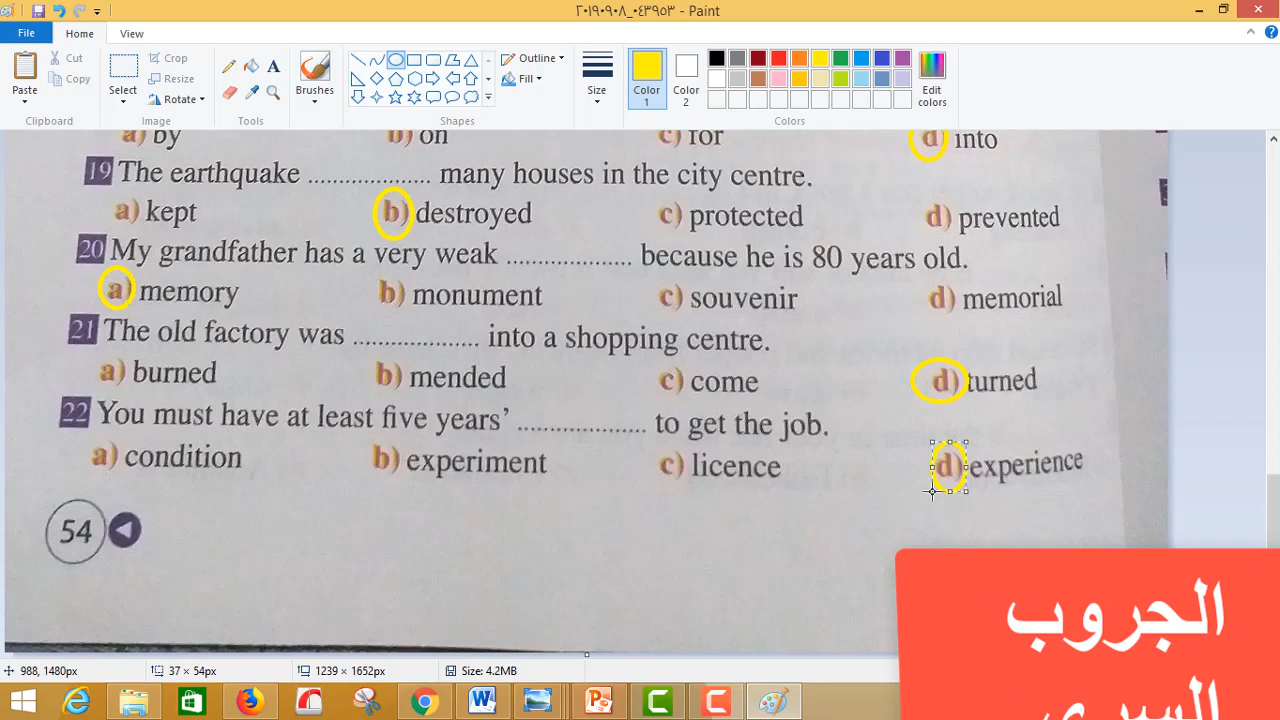 ٢٠١٩٠٩٠٨_٠٤٣٩٥٣ - Paint
File Home View
Paste Cut Copy Clipboard
Select Crop Resize Rotate Image
Tools
Brushes
Outline Fill Shapes
Size
Color 1 Color 2 Edit colors Colors
a) by b) on c) for d) into
19 The earthquake .................... many houses in the city centre.
a) kept b) destroyed c) protected d) prevented
20 My grandfather has a very weak .................... because he is 80 years old.
a) memory b) monument c) souvenir d) memorial
21 The old factory was .................... into a shopping centre.
a) burned b) mended c) come d) turned
22 You must have at least five years' .................... to get the job.
a) condition b) experiment c) licence d) experience
54
الجروب
السرى
988, 1480px 37 × 54px 1239 × 1652px Size: 4.2MB